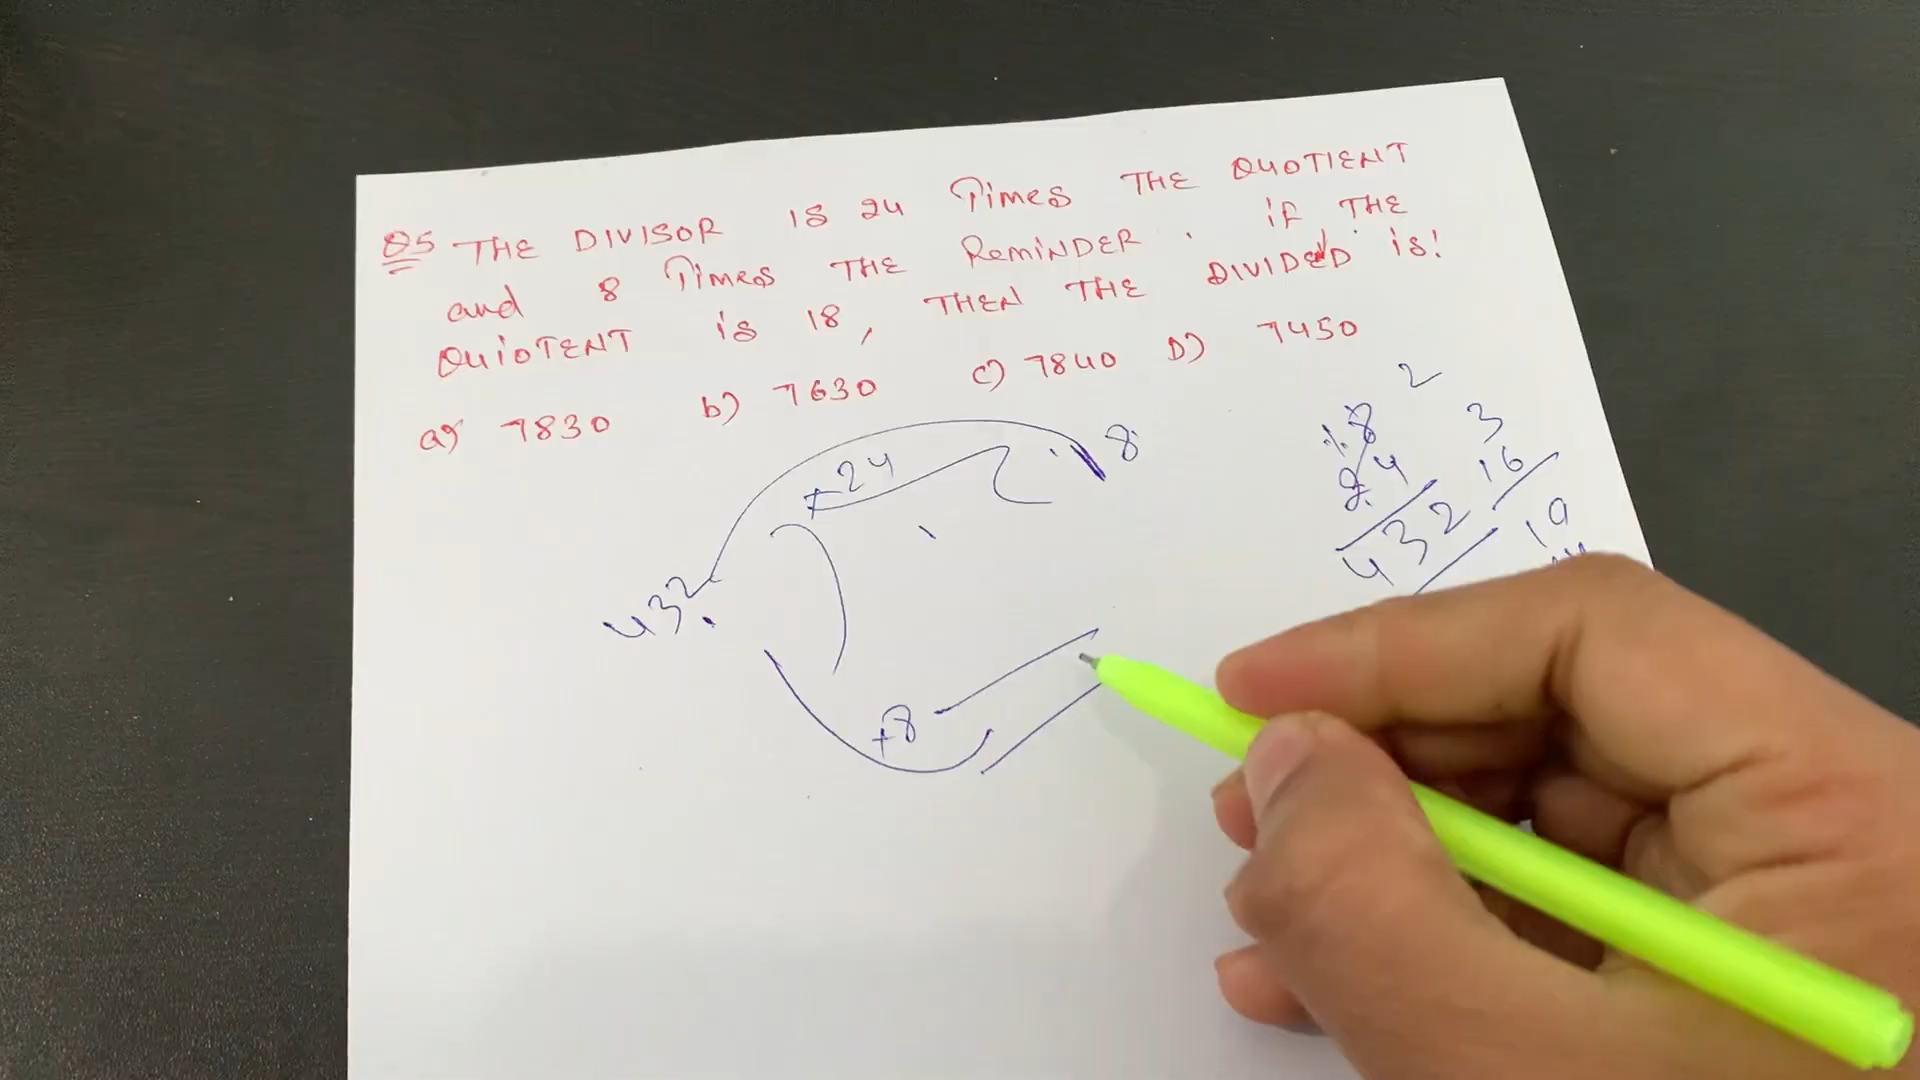 Q5 THE DIVISOR IS 24 Times THE QUOTIENT
and 8 Times THE ReMiNDER . if THE
QUIOTENT is 18, THEN THE DIVIDED is!
a) 7830 b) 7630 c) 7840 D) 7450
2
18 3
24 16
432
19
+24 18
432
+8